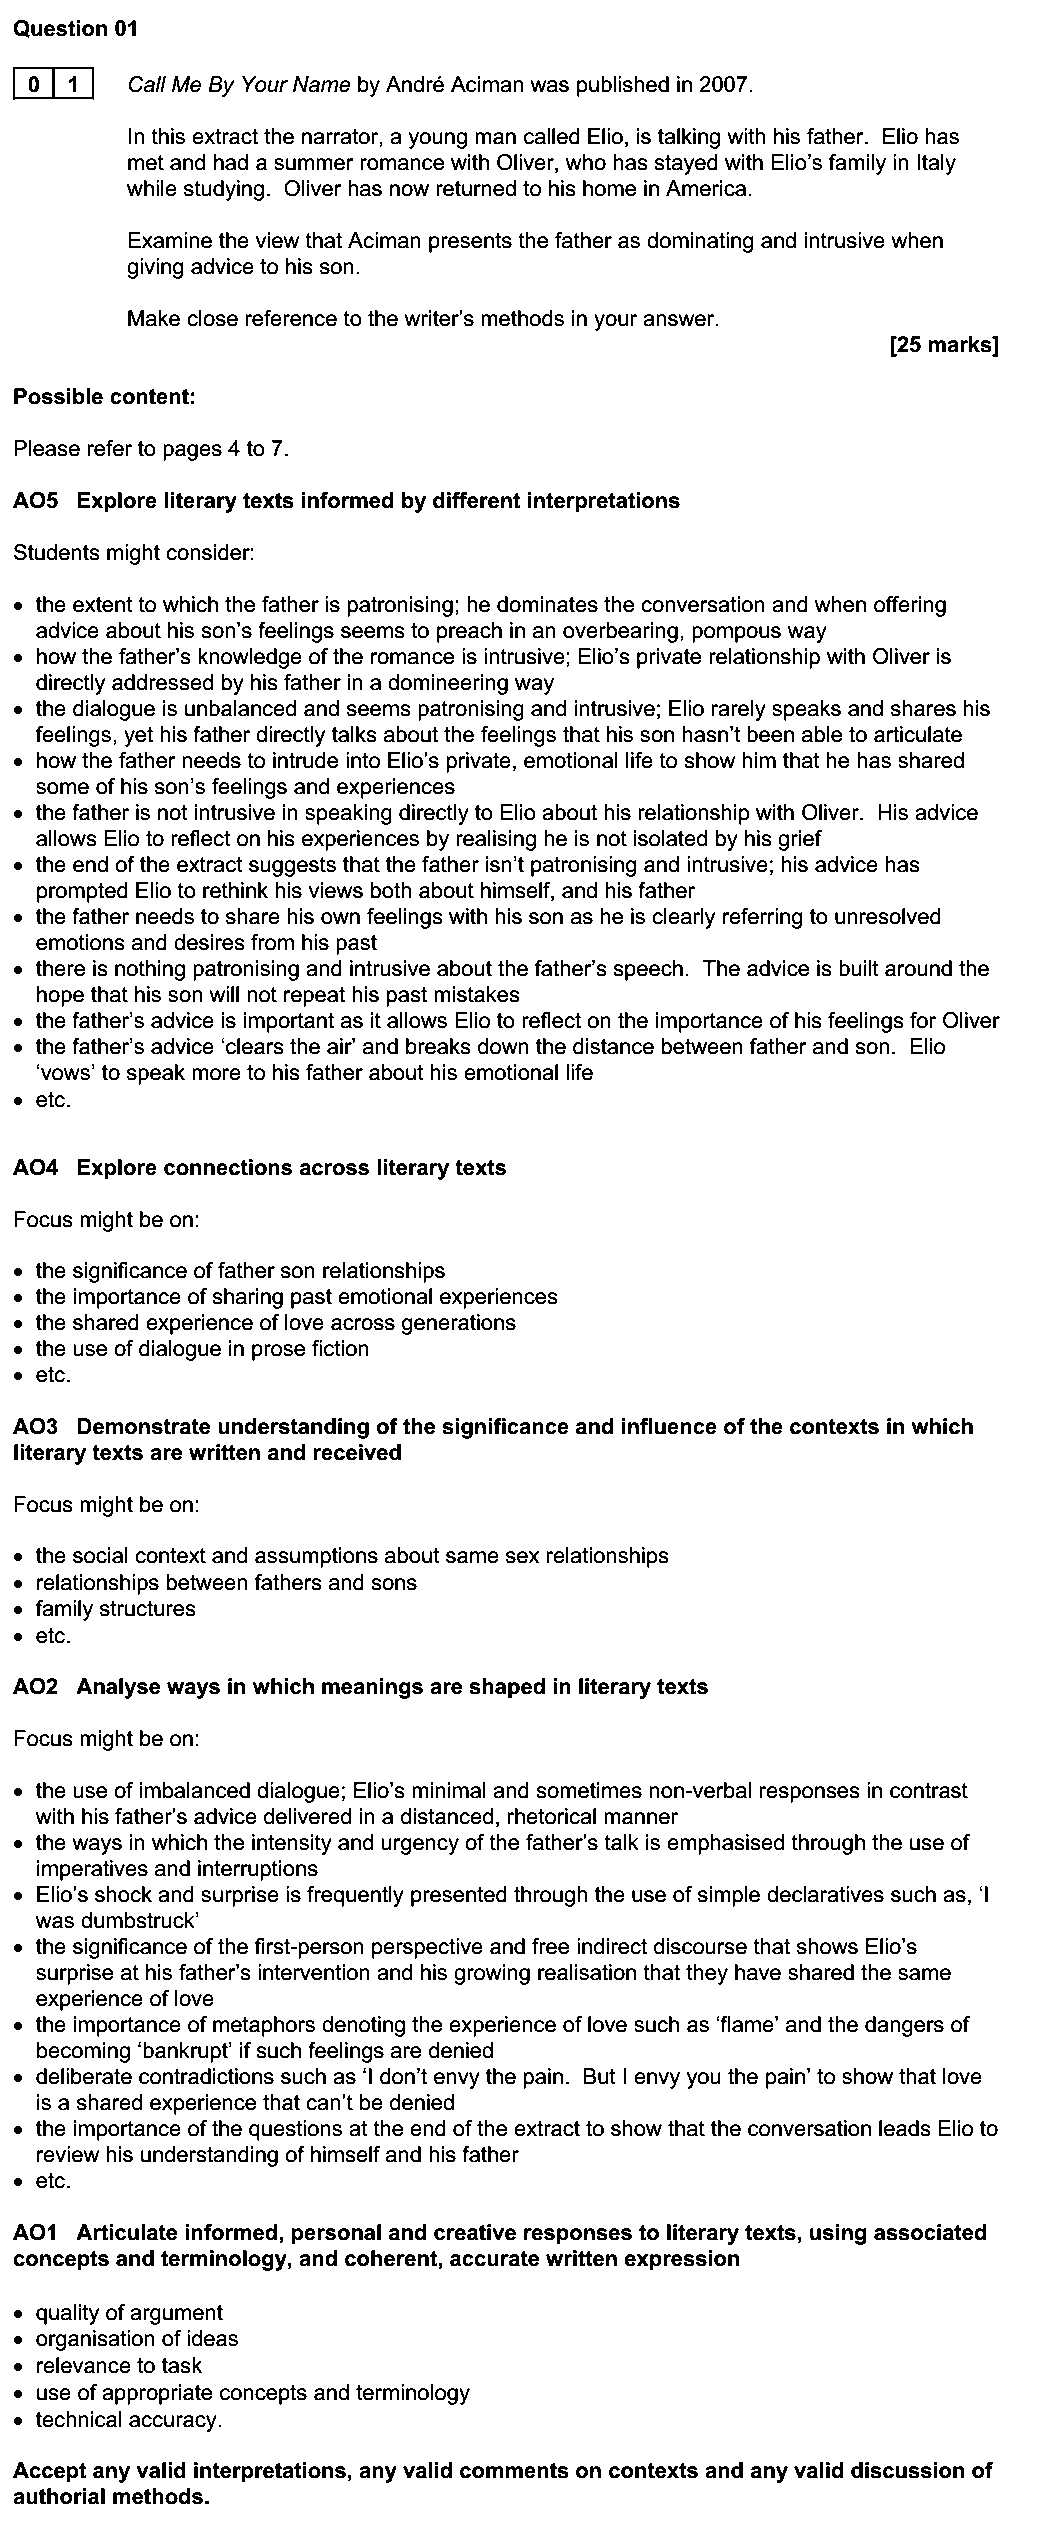 Question 01
0 1 Call Me By Your Name by André Aciman was published in 2007.
In this extract the narrator, a young man called Elio, is talking with his father. Elio has
met and had a summer romance with Oliver, who has stayed with Elio's family in Italy
while studying. Oliver has now returned to his home in America.
Examine the view that Aciman presents the father as dominating and intrusive when
giving advice to his son.
Make close reference to the writer's methods in your answer.
[25 marks]
Possible content:
Please refer to pages 4 to 7.
AO5 Explore literary texts informed by different interpretations
Students might consider:
• the extent to which the father is patronising; he dominates the conversation and when offering
advice about his son's feelings seems to preach in an overbearing, pompous way
• how the father's knowledge of the romance is intrusive; Elio's private relationship with Oliver is
directly addressed by his father in a domineering way
• the dialogue is unbalanced and seems patronising and intrusive; Elio rarely speaks and shares his
feelings, yet his father directly talks about the feelings that his son hasn't been able to articulate
• how the father needs to intrude into Elio's private, emotional life to show him that he has shared
some of his son's feelings and experiences
• the father is not intrusive in speaking directly to Elio about his relationship with Oliver. His advice
allows Elio to reflect on his experiences by realising he is not isolated by his grief
• the end of the extract suggests that the father isn't patronising and intrusive; his advice has
prompted Elio to rethink his views both about himself, and his father
• the father needs to share his own feelings with his son as he is clearly referring to unresolved
emotions and desires from his past
• there is nothing patronising and intrusive about the father's speech. The advice is built around the
hope that his son will not repeat his past mistakes
• the father's advice is important as it allows Elio to reflect on the importance of his feelings for Oliver
• the father's advice 'clears the air' and breaks down the distance between father and son. Elio
'vows' to speak more to his father about his emotional life
• etc.
AO4 Explore connections across literary texts
Focus might be on:
• the significance of father son relationships
• the importance of sharing past emotional experiences
• the shared experience of love across generations
• the use of dialogue in prose fiction
• etc.
AO3 Demonstrate understanding of the significance and influence of the contexts in which
literary texts are written and received
Focus might be on:
• the social context and assumptions about same sex relationships
• relationships between fathers and sons
• family structures
• etc.
AO2 Analyse ways in which meanings are shaped in literary texts
Focus might be on:
• the use of imbalanced dialogue; Elio's minimal and sometimes non-verbal responses in contrast
with his father's advice delivered in a distanced, rhetorical manner
• the ways in which the intensity and urgency of the father's talk is emphasised through the use of
imperatives and interruptions
• Elio's shock and surprise is frequently presented through the use of simple declaratives such as, 'I
was dumbstruck'
• the significance of the first-person perspective and free indirect discourse that shows Elio's
surprise at his father's intervention and his growing realisation that they have shared the same
experience of love
• the importance of metaphors denoting the experience of love such as 'flame' and the dangers of
becoming 'bankrupt' if such feelings are denied
• deliberate contradictions such as 'I don't envy the pain. But I envy you the pain' to show that love
is a shared experience that can't be denied
• the importance of the questions at the end of the extract to show that the conversation leads Elio to
review his understanding of himself and his father
• etc.
AO1 Articulate informed, personal and creative responses to literary texts, using associated
concepts and terminology, and coherent, accurate written expression
• quality of argument
• organisation of ideas
• relevance to task
• use of appropriate concepts and terminology
• technical accuracy.
Accept any valid interpretations, any valid comments on contexts and any valid discussion of
authorial methods.